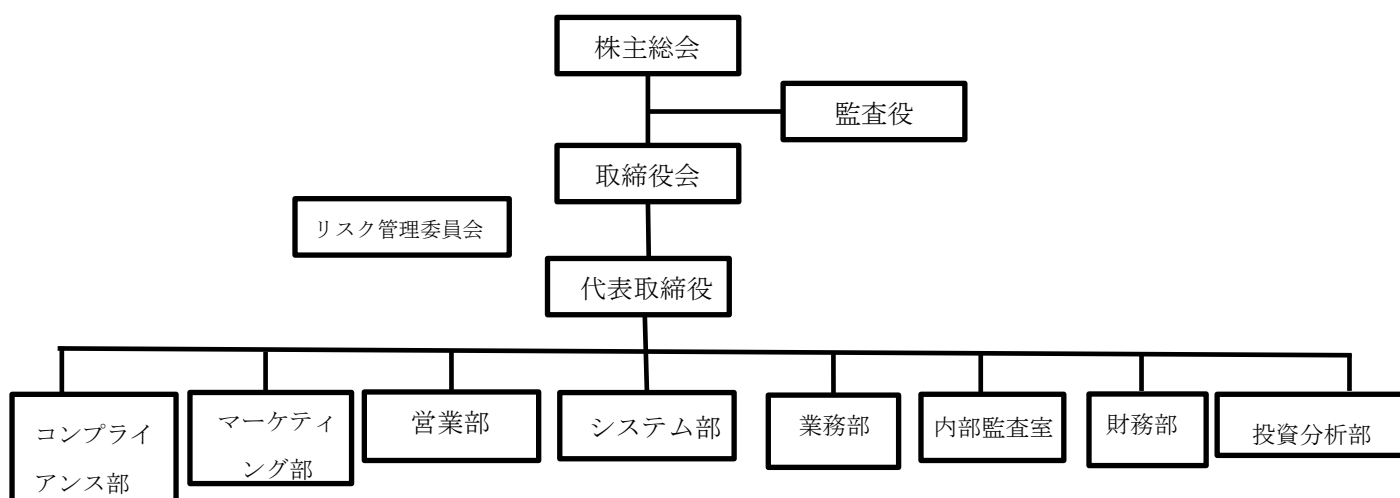 株主総会
監査役
取締役会
リスク管理委員会
代表取締役
コンプライ
アンス部
マーケティ
ング部
営業部
システム部
業務部
内部監査室
財務部
投資分析部